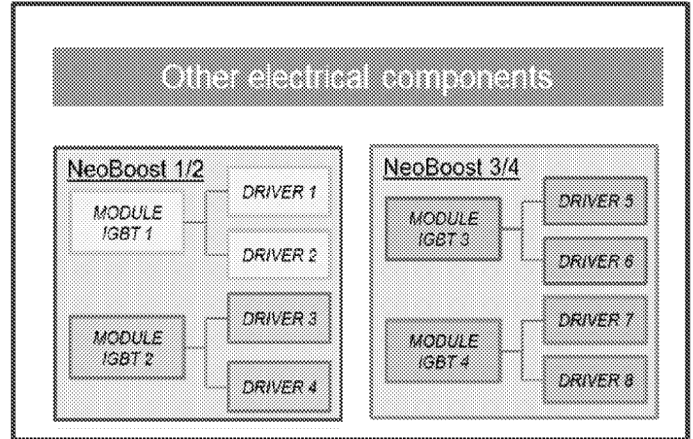 Other electrical components
NeoBoost 1/2
MODULE
IGBT 1
DRIVER 1
DRIVER 2
MODULE
IGBT 2
DRIVER 3
DRIVER 4
NeoBoost 3/4
MODULE
IGBT 3
DRIVER 5
DRIVER 6
MODULE
IGBT 4
DRIVER 7
DRIVER 8